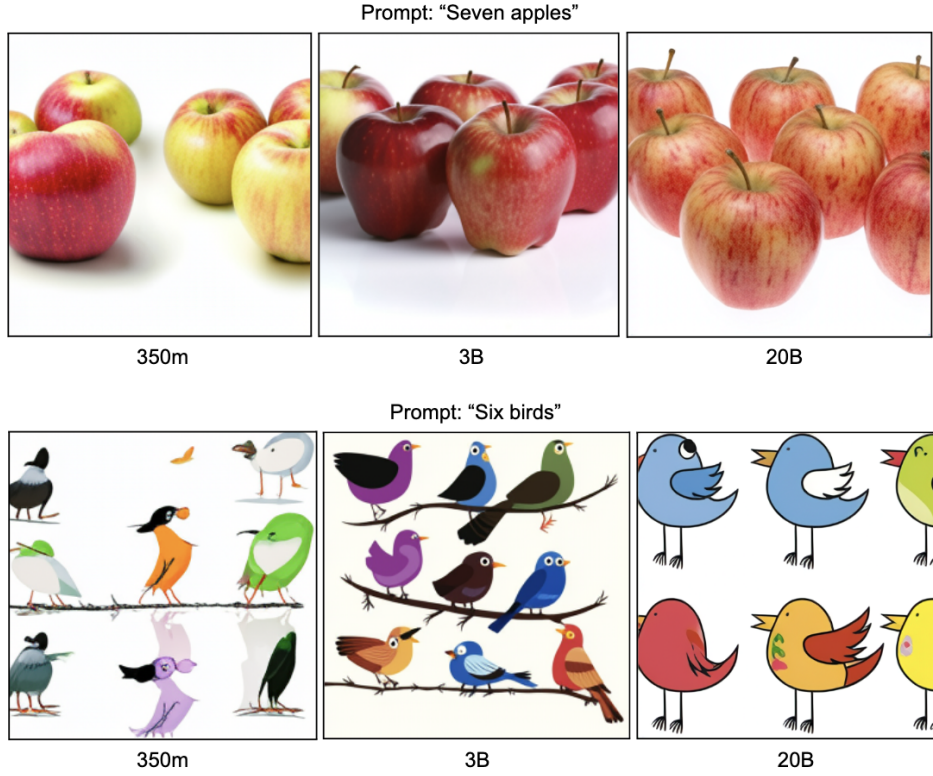 Prompt: “Seven apples”
350m 3B 20B
Prompt: “Six birds”
350m 3B 20B